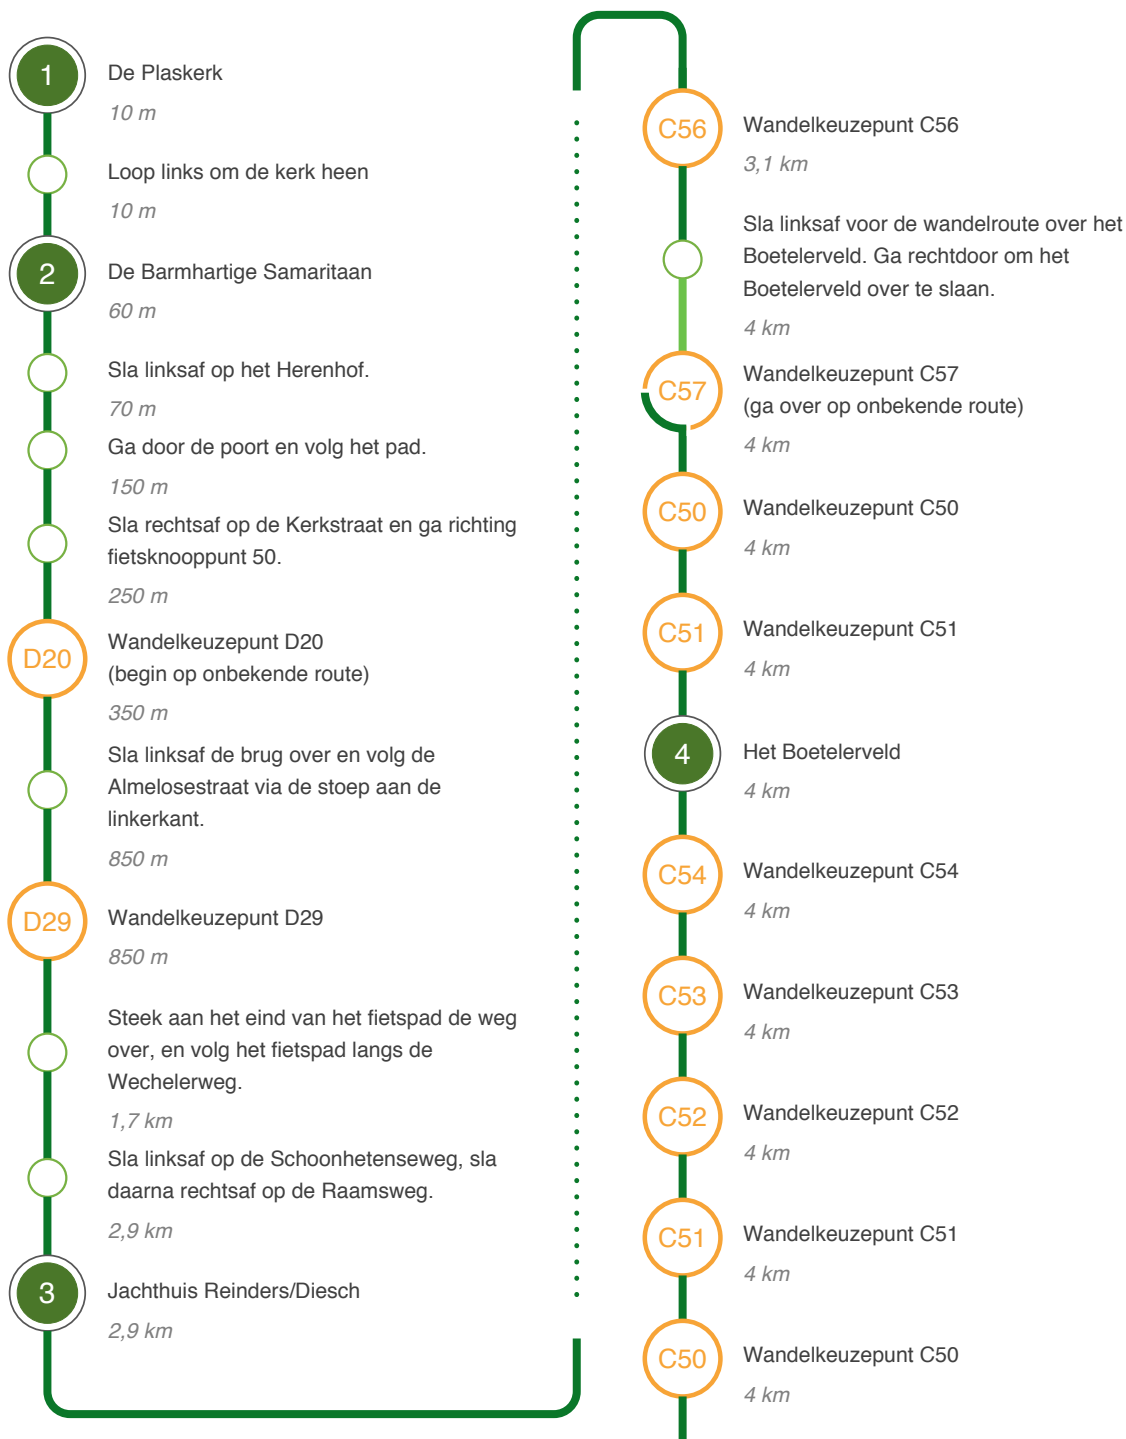 1
De Plaskerk
10 m
Loop links om de kerk heen
10 m
2
De Barmhartige Samaritaan
60 m
Sla linksaf op het Herenhof.
70 m
Ga door de poort en volg het pad.
150 m
Sla rechtsaf op de Kerkstraat en ga richting
fietsknooppunt 50.
250 m
D20
Wandelkeuzepunt D20
(begin op onbekende route)
350 m
Sla linksaf de brug over en volg de
Almelosestraat via de stoep aan de
linkerkant.
850 m
D29
Wandelkeuzepunt D29
850 m
Steek aan het eind van het fietspad de weg
over, en volg het fietspad langs de
Wechelerweg.
1,7 km
Sla linksaf op de Schoonhetenseweg, sla
daarna rechtsaf op de Raamsweg.
2,9 km
3
Jachthuis Reinders/Diesch
2,9 km
C56
Wandelkeuzepunt C56
3,1 km
Sla linksaf voor de wandelroute over het
Boetelerveld. Ga rechtdoor om het
Boetelerveld over te slaan.
4 km
C57
Wandelkeuzepunt C57
(ga over op onbekende route)
4 km
C50
Wandelkeuzepunt C50
4 km
C51
Wandelkeuzepunt C51
4 km
4
Het Boetelerveld
4 km
C54
Wandelkeuzepunt C54
4 km
C53
Wandelkeuzepunt C53
4 km
C52
Wandelkeuzepunt C52
4 km
C51
Wandelkeuzepunt C51
4 km
C50
Wandelkeuzepunt C50
4 km